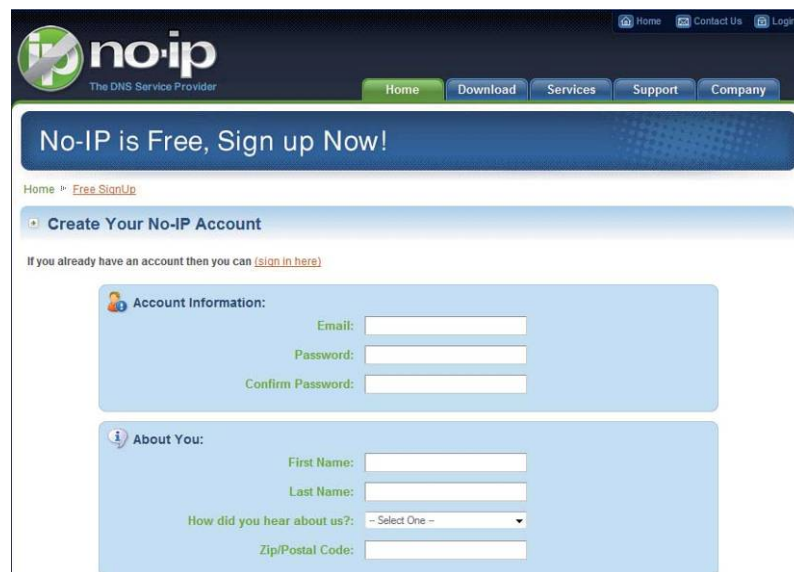 Home Contact Us Login
ip no·ip
The DNS Service Provider
Home Download Services Support Company
No-IP is Free, Sign up Now!
Home Free SignUp
Create Your No-IP Account
If you already have an account then you can (sign in here)
Account Information:
Email:
Password:
Confirm Password:
About You:
First Name:
Last Name:
How did you hear about us?: -- Select One --
Zip/Postal Code: